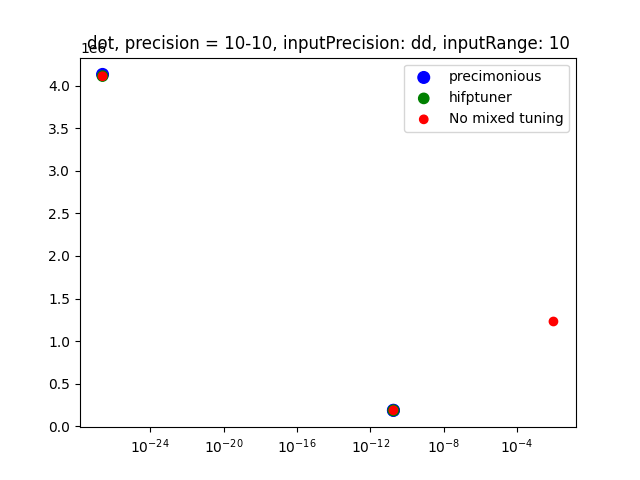 dot, precision = 10-10, inputPrecision: dd, inputRange: 10
1e6
precimonious
hifptuner
No mixed tuning
4.0
3.5
3.0
2.5
2.0
1.5
1.0
0.5
0.0
10⁻²⁴ 10⁻²⁰ 10⁻¹⁶ 10⁻¹² 10⁻⁸ 10⁻⁴